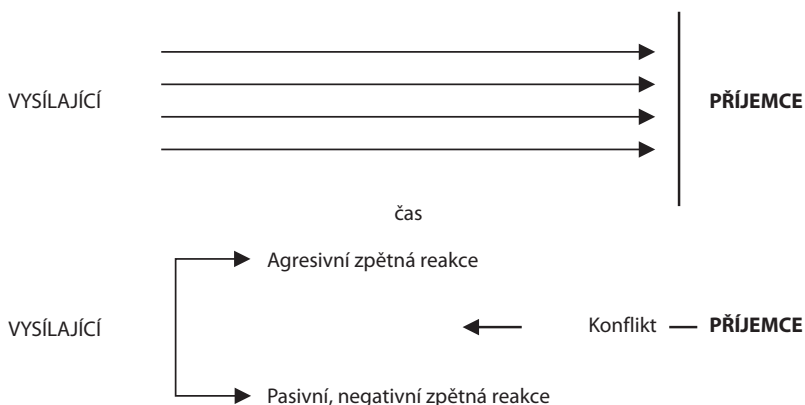 VYSÍLAJÍCÍ PŘÍJEMCE
čas
Agresivní zpětná reakce
VYSÍLAJÍCÍ Konflikt PŘÍJEMCE
Pasivní, negativní zpětná reakce